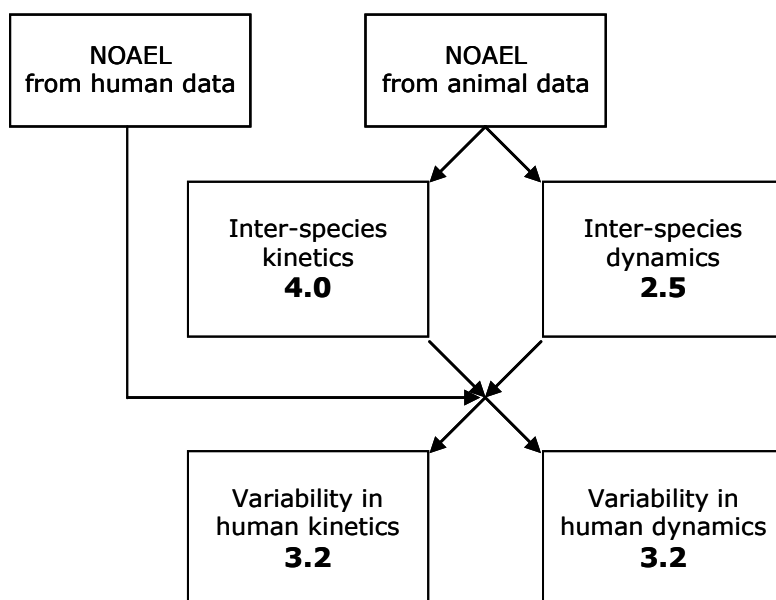 NOAEL
from human data
NOAEL
from animal data
Inter-species
kinetics
4.0
Inter-species
dynamics
2.5
Variability in
human kinetics
3.2
Variability in
human dynamics
3.2